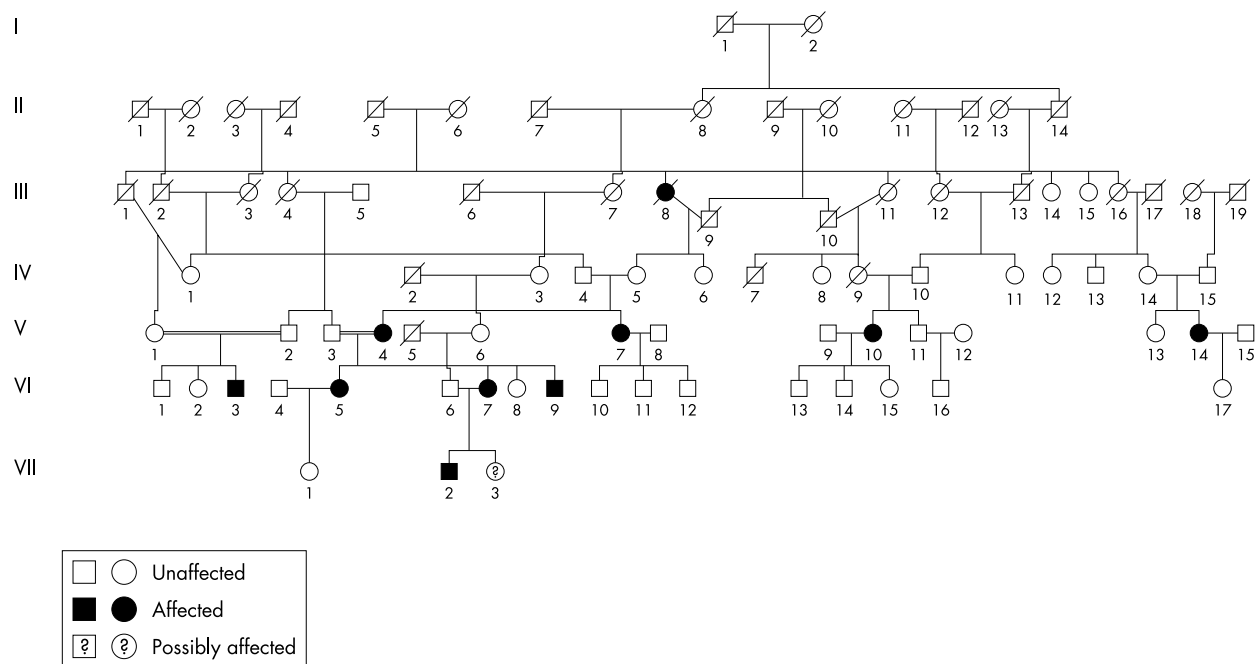 I
1 2
II
1 2 3 4 5 6 7 8 9 10 11 12 13 14
III
1 2 3 4 5 6 7 8 9 10 11 12 13 14 15 16 17 18 19
IV
1 2 3 4 5 6 7 8 9 10 11 12 13 14 15
V
1 2 3 4 5 6 7 8 9 10 11 12 13 14 15
VI
1 2 3 4 5 6 7 8 9 10 11 12 13 14 15 16 17
VII
?
1 2 3
Unaffected
Affected
? ? Possibly affected